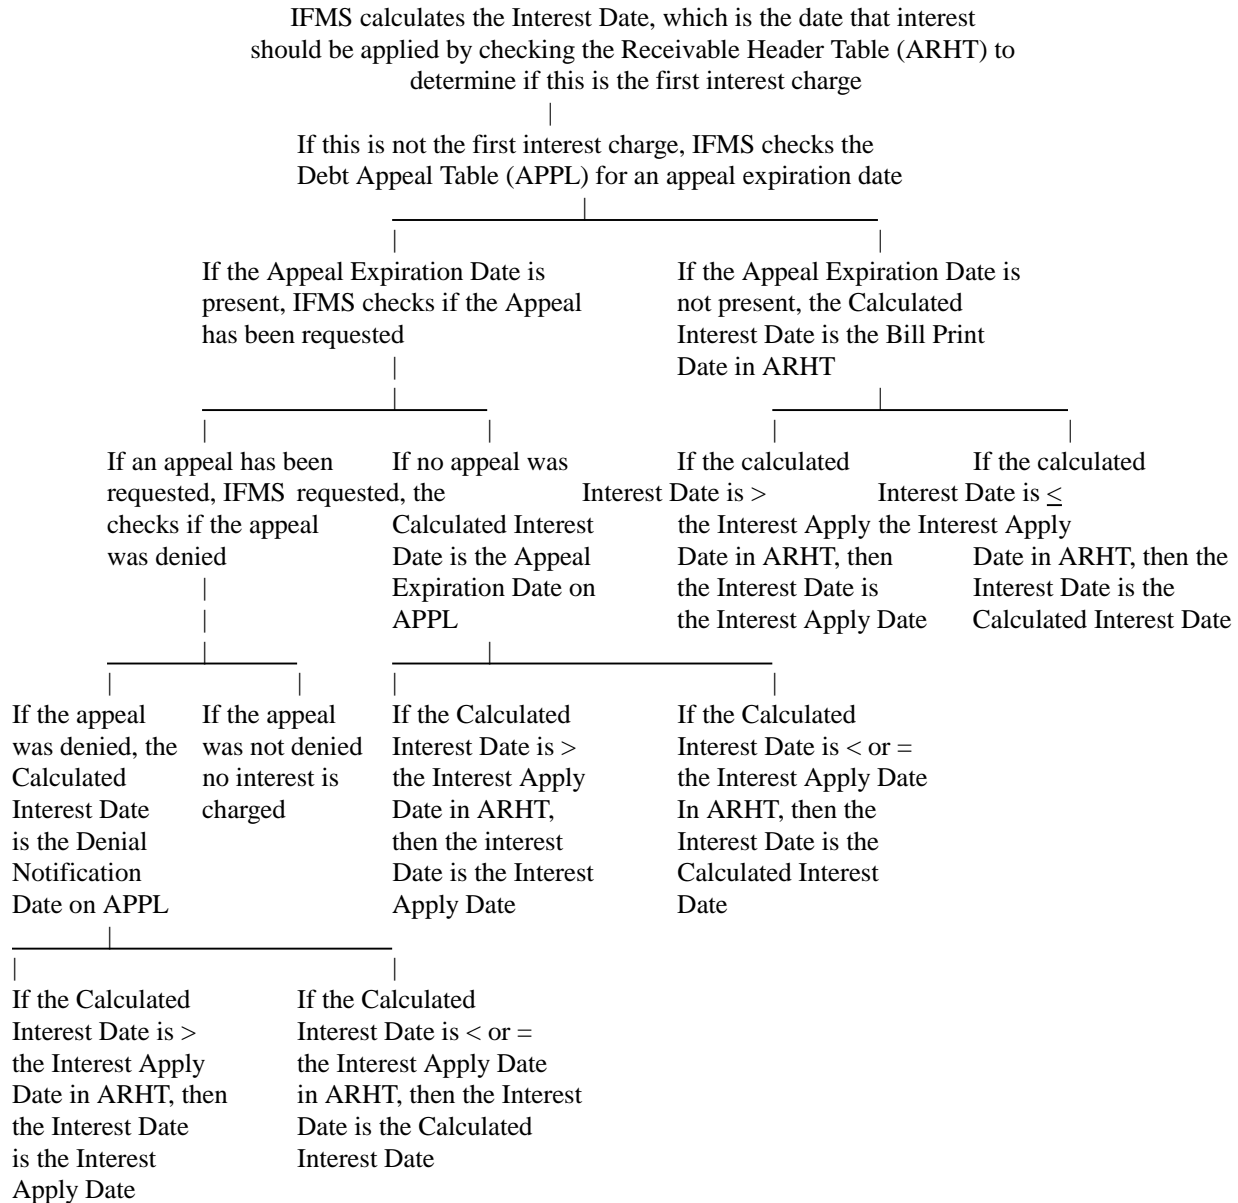 IFMS calculates the Interest Date, which is the date that interest
should be applied by checking the Receivable Header Table (ARHT) to
determine if this is the first interest charge
If this is not the first interest charge, IFMS checks the
Debt Appeal Table (APPL) for an appeal expiration date
If the Appeal Expiration Date is
present, IFMS checks if the Appeal
has been requested
If the Appeal Expiration Date is
not present, the Calculated
Interest Date is the Bill Print
Date in ARHT
If an appeal has been
requested, IFMS
checks if the appeal
was denied
If no appeal was
requested, the
Calculated Interest
Date is the Appeal
Expiration Date on
APPL
If the calculated
Interest Date is >
the Interest Apply
Date in ARHT, then
the Interest Date is
the Interest Apply Date
If the calculated
Interest Date is ≤
the Interest Apply
Date in ARHT, then the
Interest Date is the
Calculated Interest Date
If the appeal
was denied, the
Calculated
Interest Date
is the Denial
Notification
Date on APPL
If the appeal
was not denied
no interest is
charged
If the Calculated
Interest Date is >
the Interest Apply
Date in ARHT,
then the interest
Date is the Interest
Apply Date
If the Calculated
Interest Date is < or =
the Interest Apply Date
In ARHT, then the
Interest Date is the
Calculated Interest
Date
If the Calculated
Interest Date is >
the Interest Apply
Date in ARHT, then
the Interest Date
is the Interest
Apply Date
If the Calculated
Interest Date is < or =
the Interest Apply Date
in ARHT, then the Interest
Date is the Calculated
Interest Date